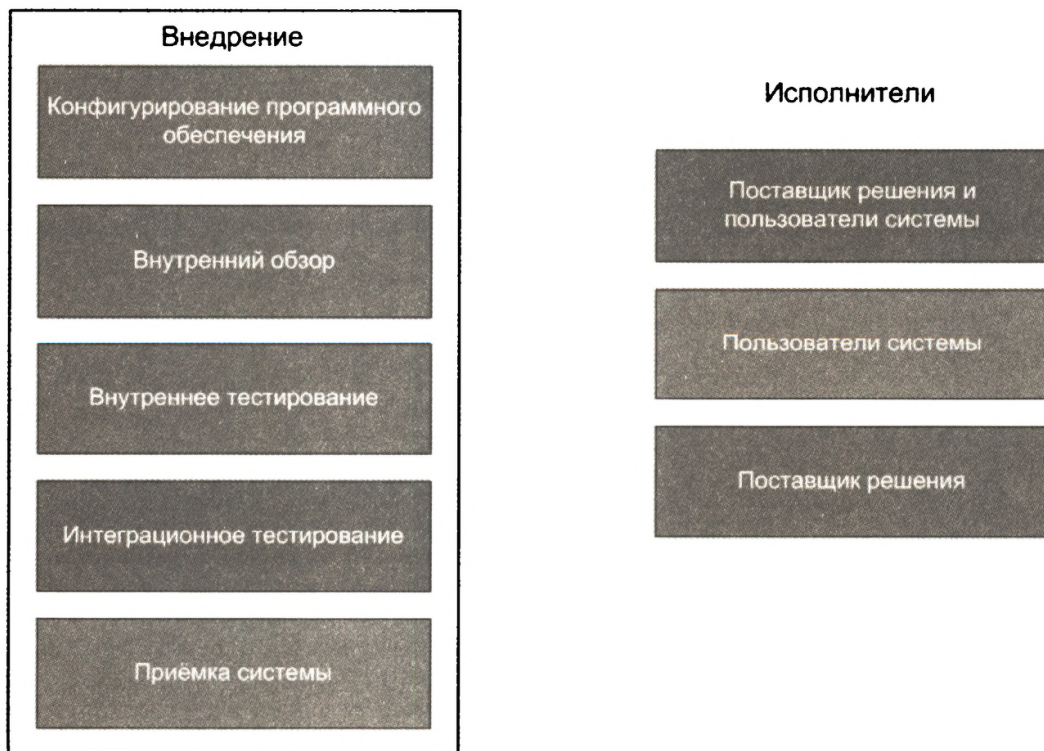 Внедрение
Конфигурирование программного
обеспечения
Внутренний обзор
Внутреннее тестирование
Интеграционное тестирование
Приёмка системы
Исполнители
Поставщик решения и
пользователи системы
Пользователи системы
Поставщик решения